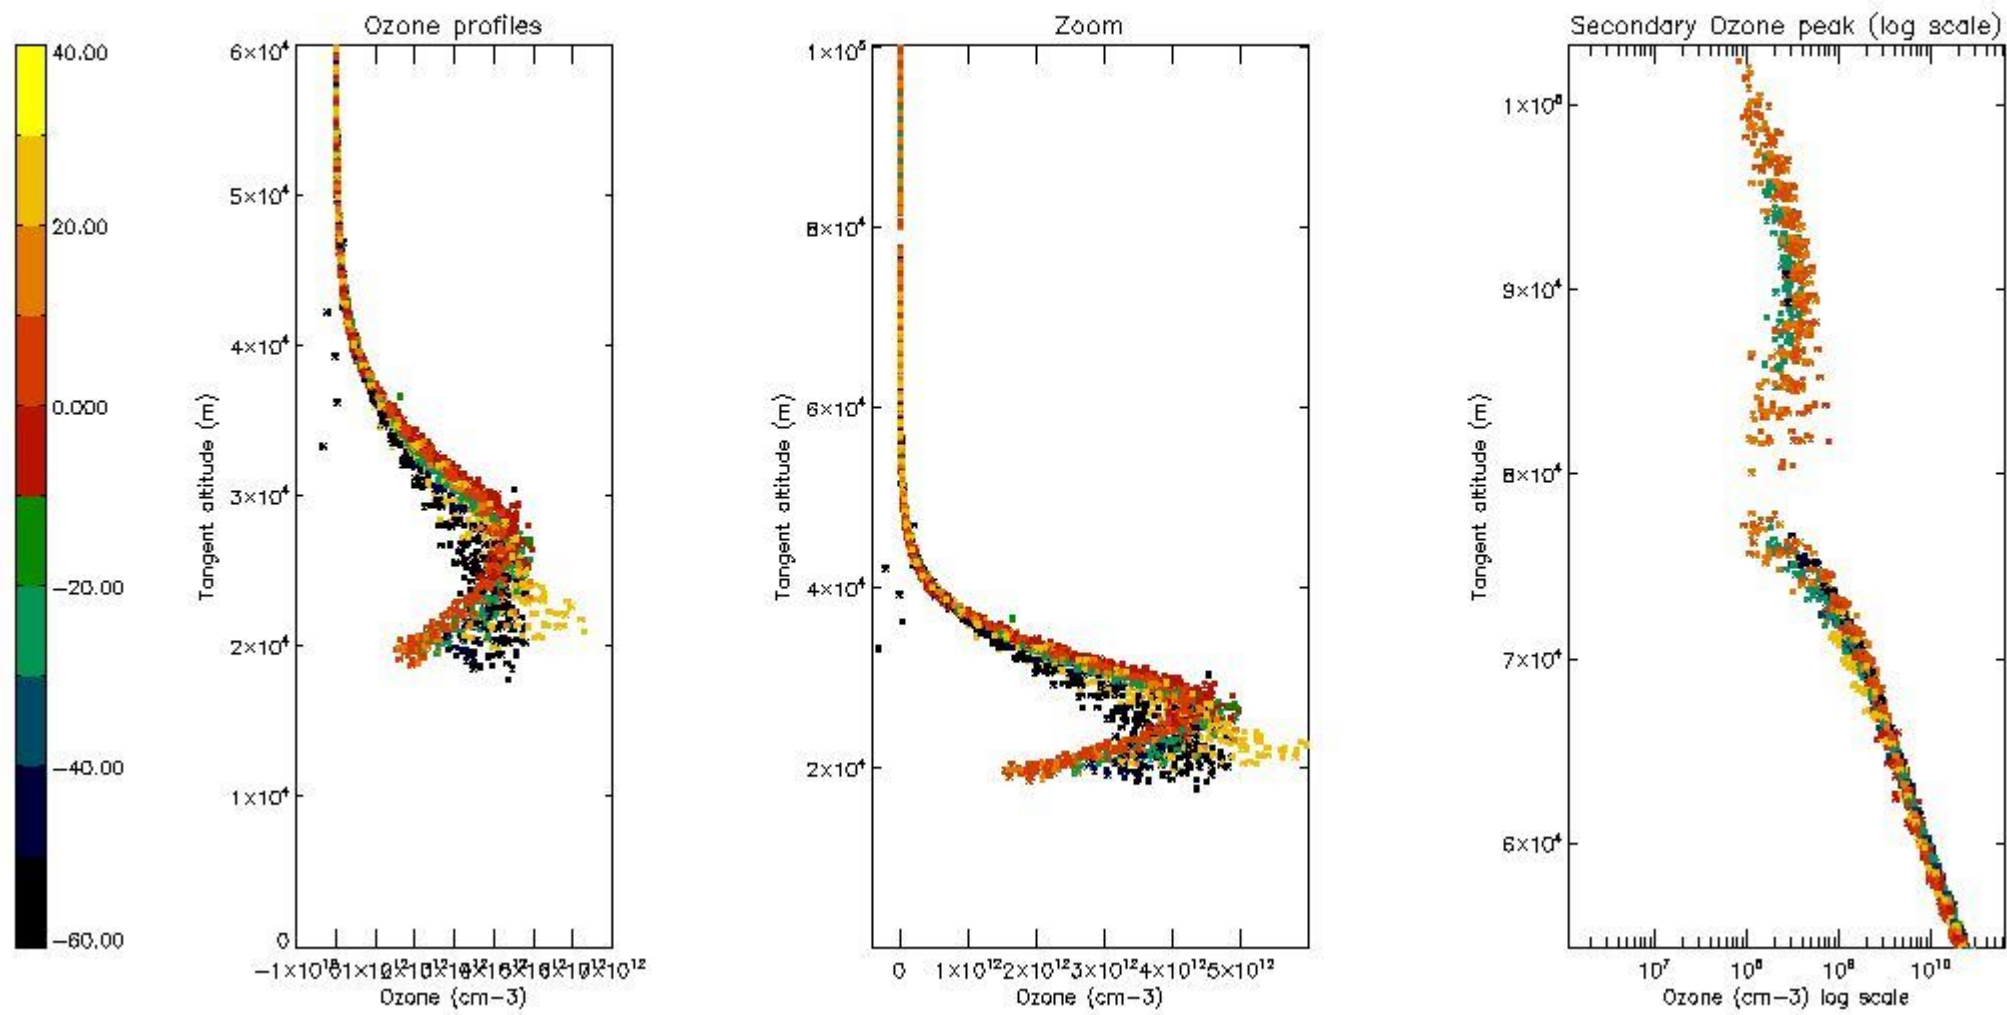 Ozone profiles
Zoom
Secondary Ozone peak (log scale)
40.00
20.00
0.000
−20.00
−40.00
−60.00
6×10⁴
5×10⁴
4×10⁴
3×10⁴
2×10⁴
1×10⁴
0
Tangent altitude (m)
Ozone (cm−3)
1×10⁵
8×10⁴
6×10⁴
4×10⁴
2×10⁴
Tangent altitude (m)
0 1×10¹² 2×10¹² 3×10¹² 4×10¹² 5×10¹²
Ozone (cm−3)
9×10⁴
8×10⁴
7×10⁴
6×10⁴
Tangent altitude (m)
10⁷ 10⁸ 10⁹ 10¹⁰
Ozone (cm−3) log scale